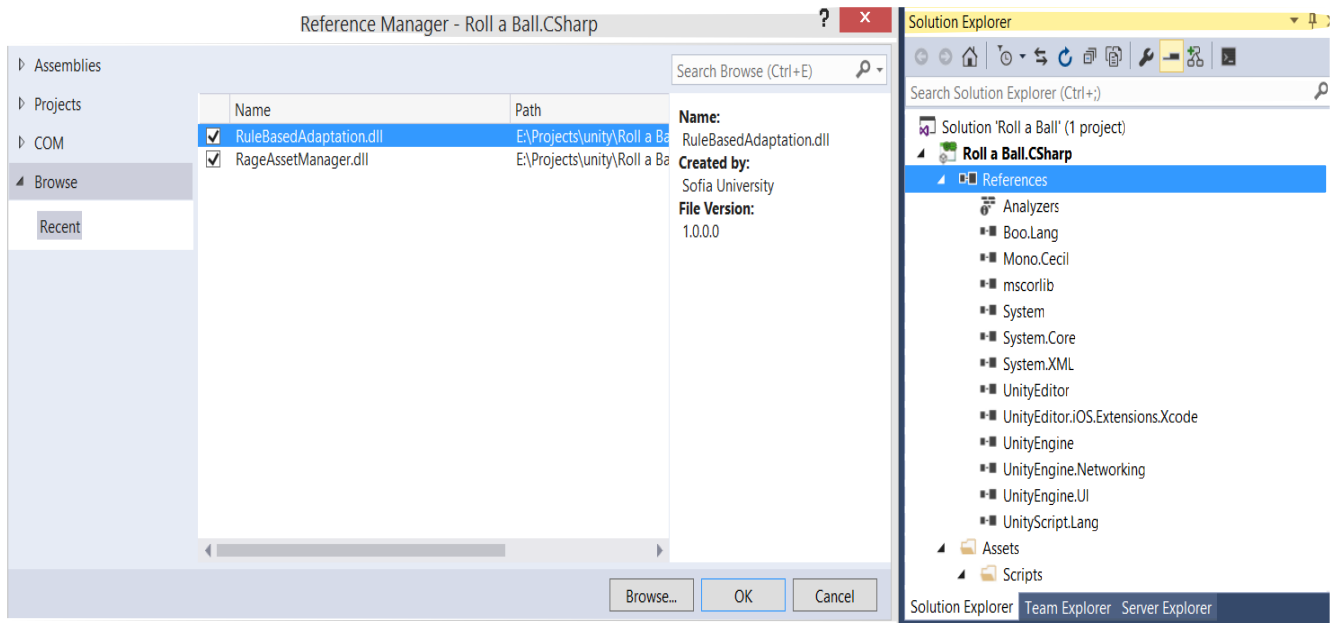 Reference Manager - Roll a Ball.CSharp
? x
Assemblies
Projects
COM
Browse
Recent
Name Path
RuleBasedAdaptation.dll E:\Projects\unity\Roll a Ba
RageAssetManager.dll E:\Projects\unity\Roll a Ba
Search Browse (Ctrl+E)
Name:
RuleBasedAdaptation.dll
Created by:
Sofia University
File Version:
1.0.0.0
Browse... OK Cancel
Solution Explorer
Search Solution Explorer (Ctrl+;)
Solution 'Roll a Ball' (1 project)
Roll a Ball.CSharp
References
Analyzers
Boo.Lang
Mono.Cecil
mscorlib
System
System.Core
System.XML
UnityEditor
UnityEditor.iOS.Extensions.Xcode
UnityEngine
UnityEngine.Networking
UnityEngine.UI
UnityScript.Lang
Assets
Scripts
Solution Explorer Team Explorer Server Explorer